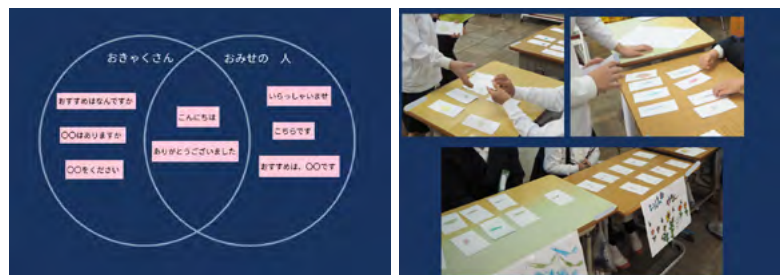 おきゃくさん
おみせの 人
おすすめはなんですか
〇〇はありますか
〇〇をください
こんにちは
ありがとうございました
いらっしゃいませ
こちらです
おすすめは、〇〇です